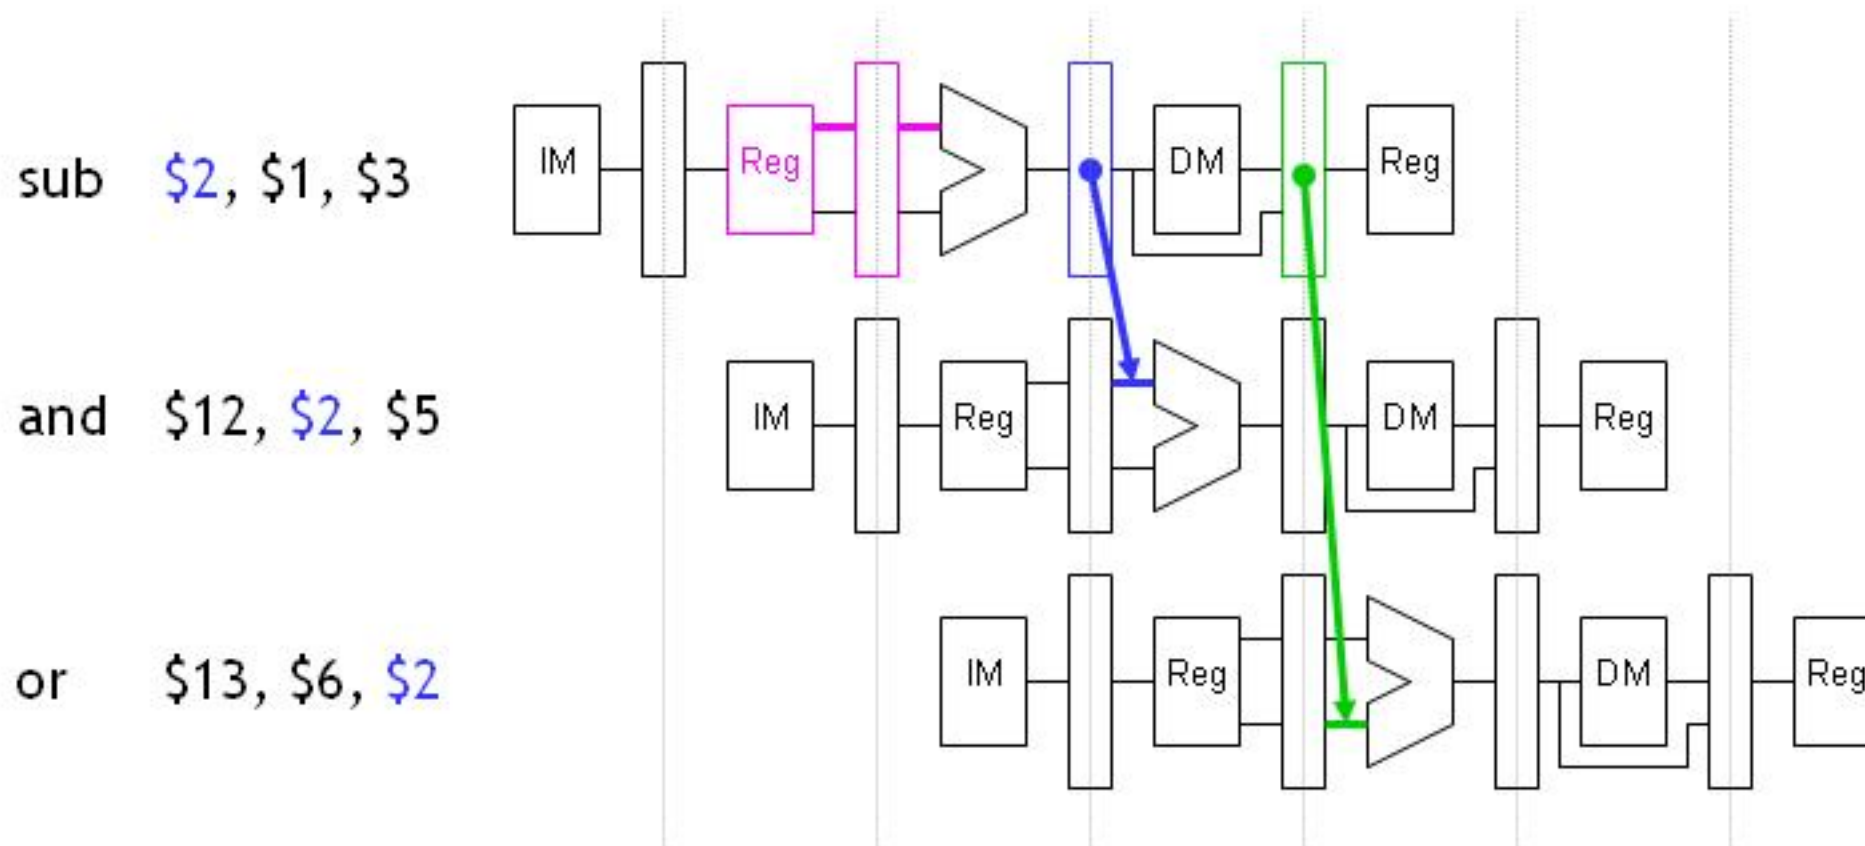 IM Reg DM Reg
sub $2, $1, $3
IM Reg DM Reg
and $12, $2, $5
IM Reg DM Reg
or $13, $6, $2